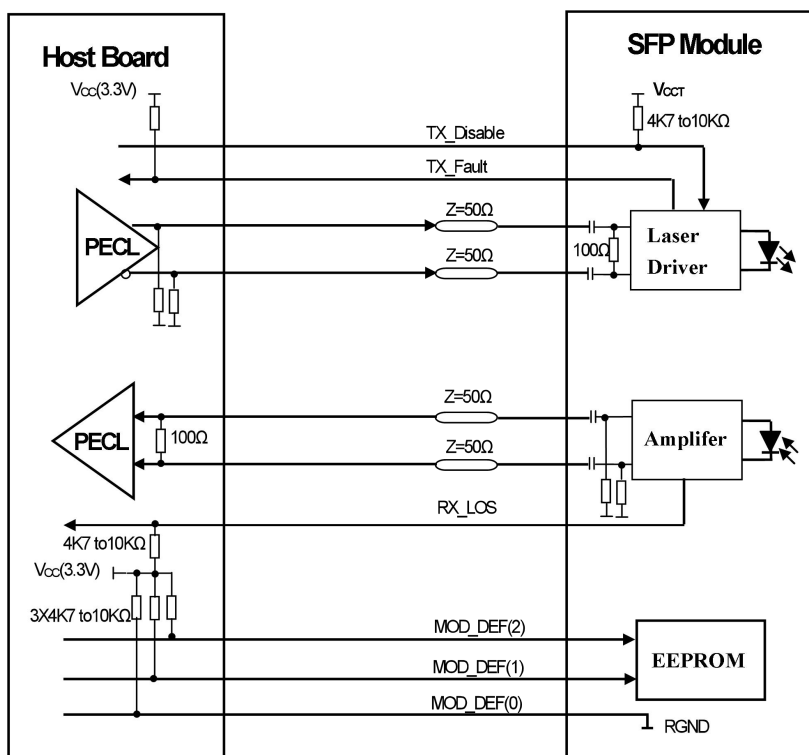 Host Board
SFP Module
VCC(3.3V)
VCCT
4K7 to10KΩ
TX_Disable
TX_Fault
PECL
Z=50Ω
Z=50Ω
100Ω
Laser
Driver
PECL
100Ω
Z=50Ω
Z=50Ω
Amplifer
RX_LOS
4K7 to10KΩ
VCC(3.3V)
3X4K7 to10KΩ
MOD_DEF(2)
MOD_DEF(1)
MOD_DEF(0)
EEPROM
RGND